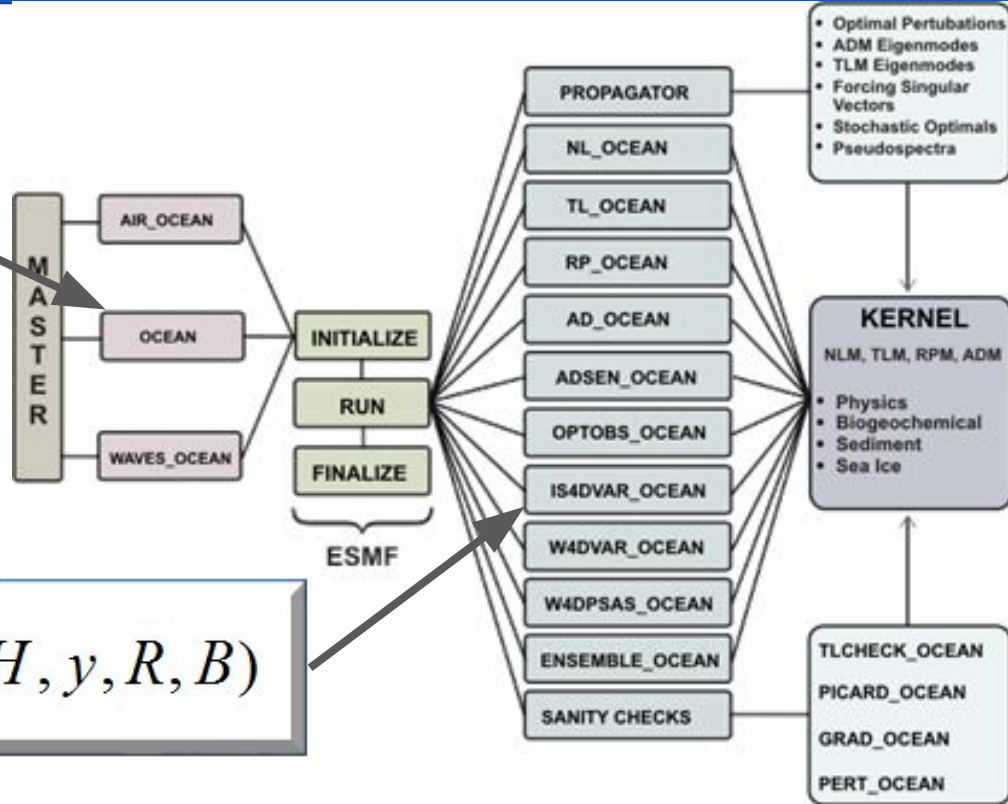 MASTER
AIR_OCEAN
OCEAN
WAVES_OCEAN
INITIALIZE
RUN
FINALIZE
ESMF
PROPAGATOR
NL_OCEAN
TL_OCEAN
RP_OCEAN
AD_OCEAN
ADSEN_OCEAN
OPTOBS_OCEAN
IS4DVAR_OCEAN
W4DVAR_OCEAN
W4DPSAS_OCEAN
ENSEMBLE_OCEAN
SANITY CHECKS
• Optimal Pertubations
• ADM Eigenmodes
• TLM Eigenmodes
• Forcing Singular
Vectors
• Stochastic Optimals
• Pseudospectra
KERNEL
NLM, TLM, RPM, ADM
• Physics
• Biogeochemical
• Sediment
• Sea Ice
TLCHECK_OCEAN
PICARD_OCEAN
GRAD_OCEAN
PERT_OCEAN
H, y, R, B)